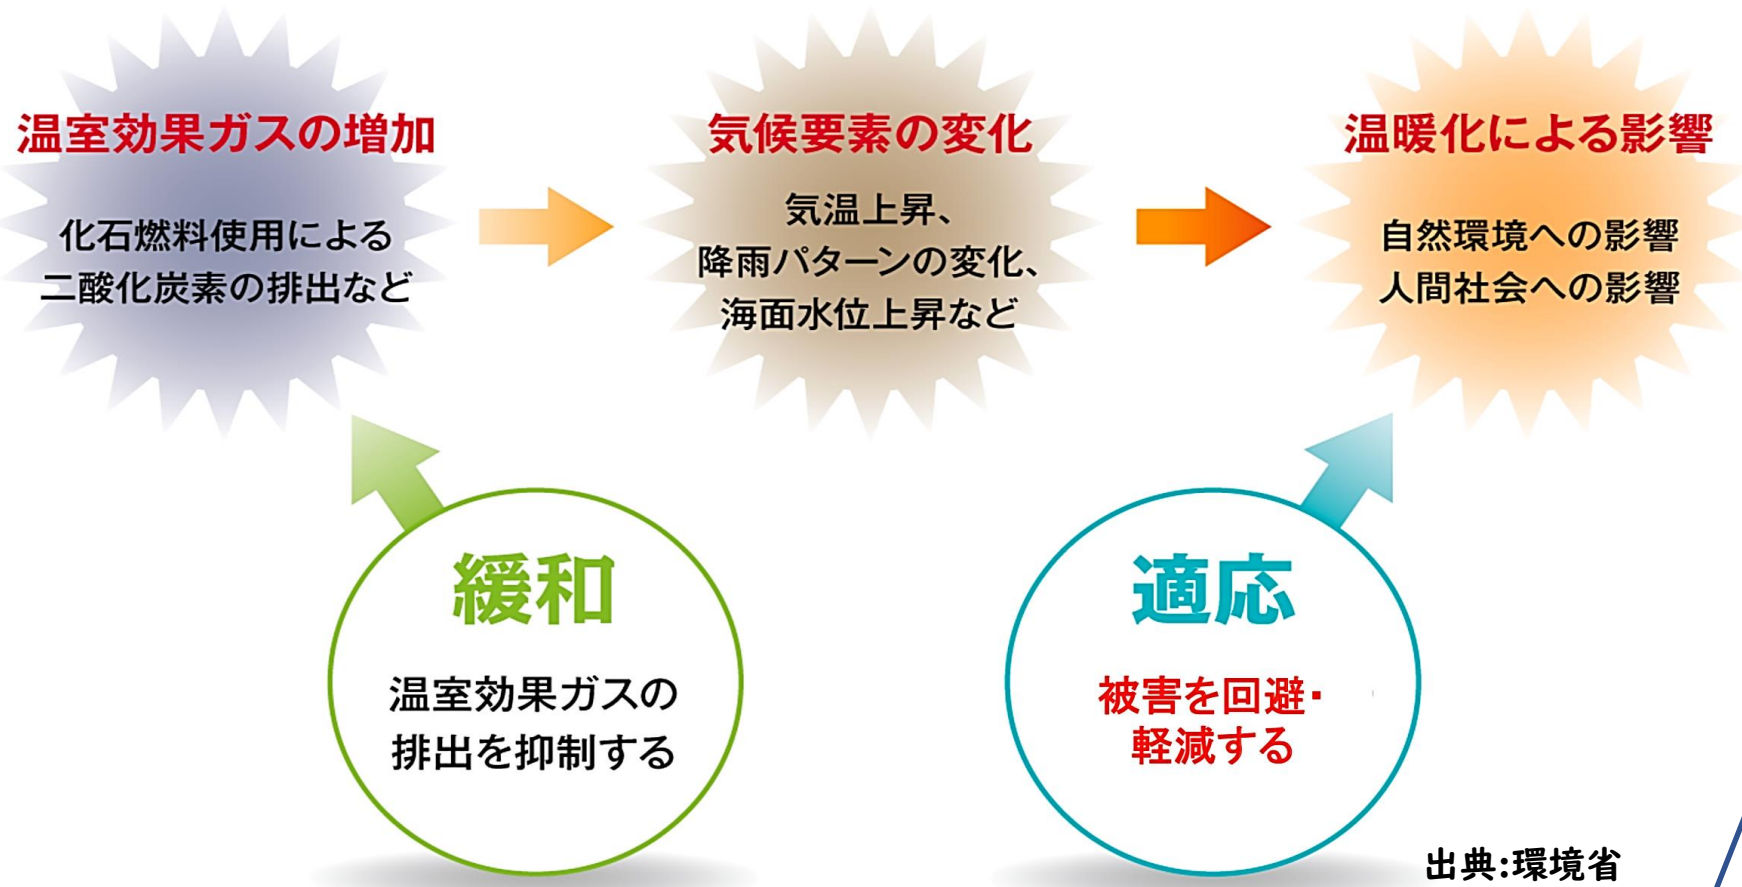 温室効果ガスの増加
化石燃料使用による
二酸化炭素の排出など
気候要素の変化
気温上昇、
降雨パターンの変化、
海面水位上昇など
温暖化による影響
自然環境への影響
人間社会への影響
緩和
温室効果ガスの
排出を抑制する
適応
被害を回避・
軽減する
出典:環境省